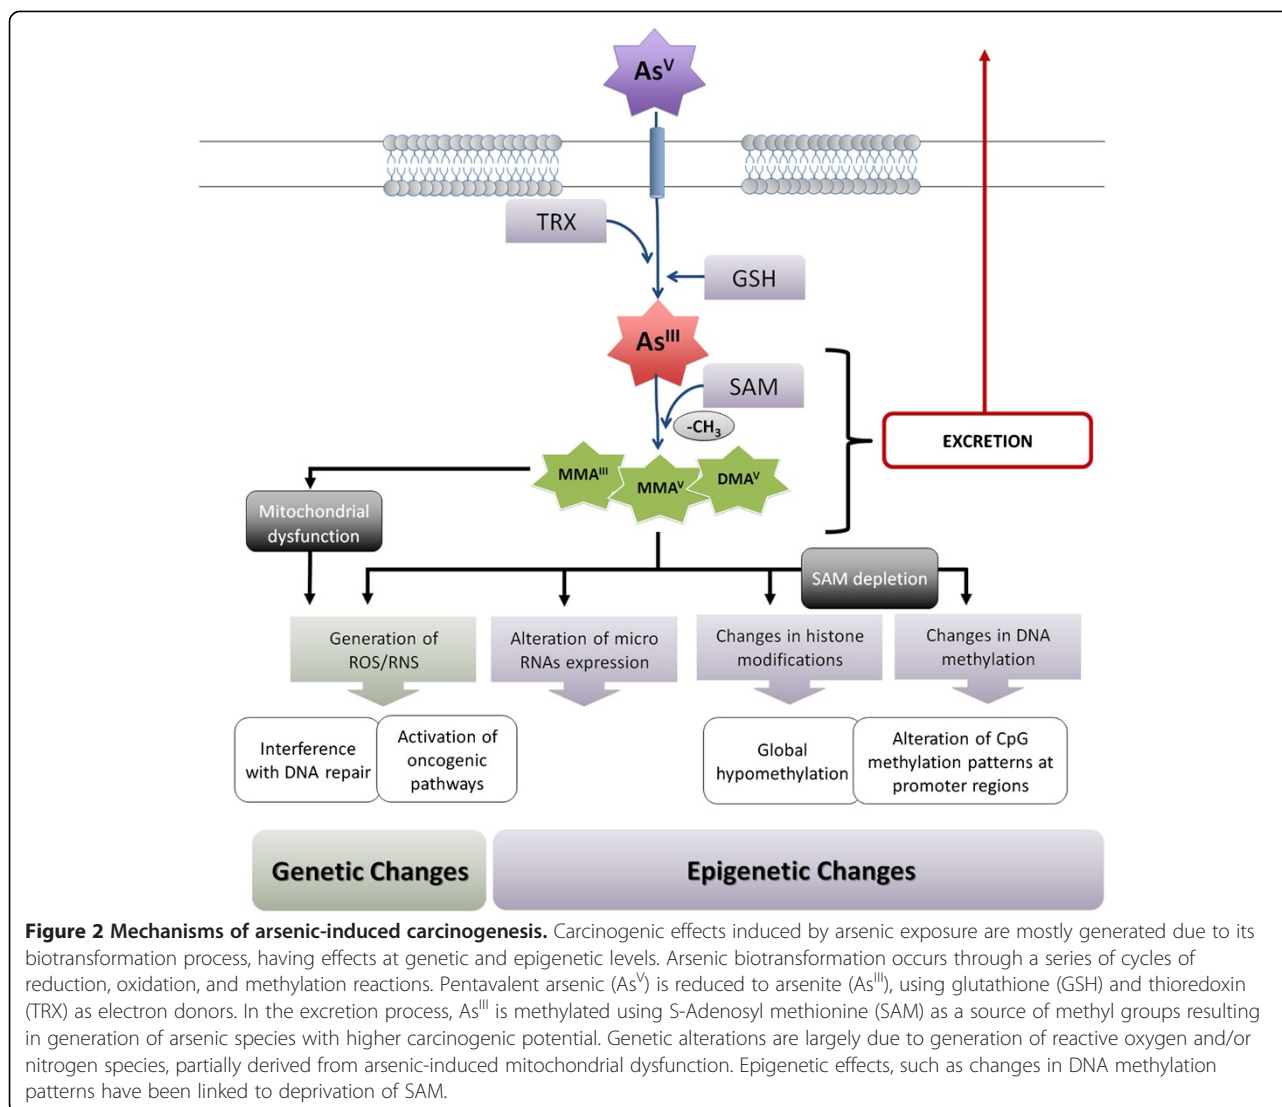 As^V
TRX
GSH
As^III
SAM
-CH₃
EXCRETION
MMA^III
MMA^V
DMA^V
Mitochondrial
dysfunction
SAM depletion
Generation of
ROS/RNS
Alteration of micro
RNAs expression
Changes in histone
modifications
Changes in DNA
methylation
Interference
with DNA repair
Activation of
oncogenic
pathways
Global
hypomethylation
Alteration of CpG
methylation patterns at
promoter regions
Genetic Changes
Epigenetic Changes
Figure 2 Mechanisms of arsenic-induced carcinogenesis. Carcinogenic effects induced by arsenic exposure are mostly generated due to its
biotransformation process, having effects at genetic and epigenetic levels. Arsenic biotransformation occurs through a series of cycles of
reduction, oxidation, and methylation reactions. Pentavalent arsenic (As^V) is reduced to arsenite (As^III), using glutathione (GSH) and thioredoxin
(TRX) as electron donors. In the excretion process, As^III is methylated using S-Adenosyl methionine (SAM) as a source of methyl groups resulting
in generation of arsenic species with higher carcinogenic potential. Genetic alterations are largely due to generation of reactive oxygen and/or
nitrogen species, partially derived from arsenic-induced mitochondrial dysfunction. Epigenetic effects, such as changes in DNA methylation
patterns have been linked to deprivation of SAM.